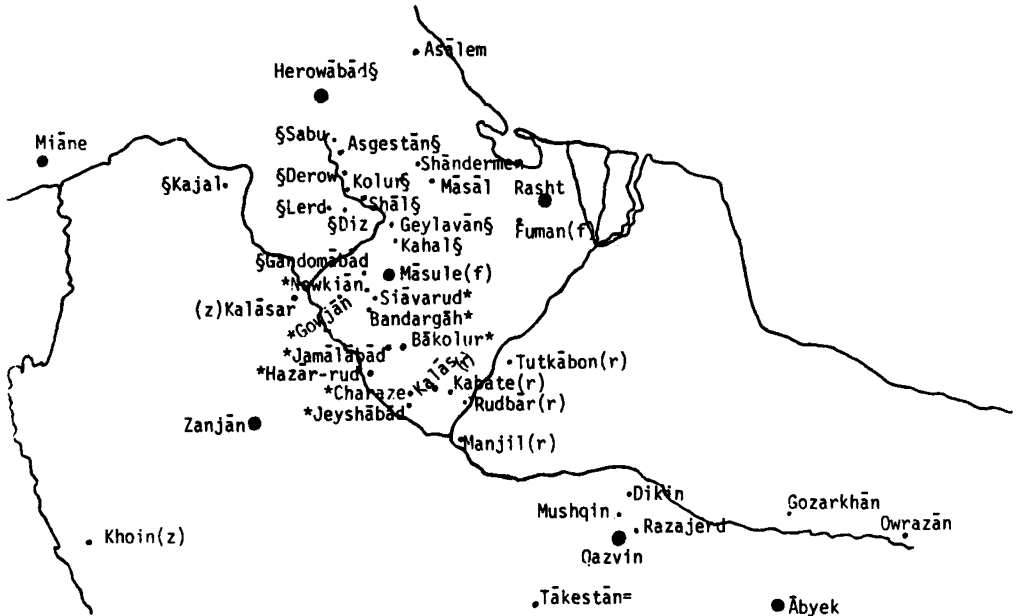 Asālem
Herowābād§
§Sabu
Asgestān§
Miāne
Shāndermen
§Derow
Kolur§
Māsāl
Rasht
§Kajal
Shāl§
§Lerd
§Diz
Geylavān§
Fuman(f)
Kahal§
§Gandomābād
Māsule(f)
*Nowkiān
Siāvarud*
(z)Kalāsar
*Gowjān
Bandargāh*
Bākolur*
*Jamālābād
Kalās(r)
Tutkābon(r)
*Hazār-rud
Kabate(r)
*Charaze
Rudbār(r)
*Jeyshābād
Zanjān
Manjil(r)
Dikin
Gozarkhān
Mushqin
Owrazān
Razajerd
Khoin(z)
Qazvin
Tākestān=
Ābyek